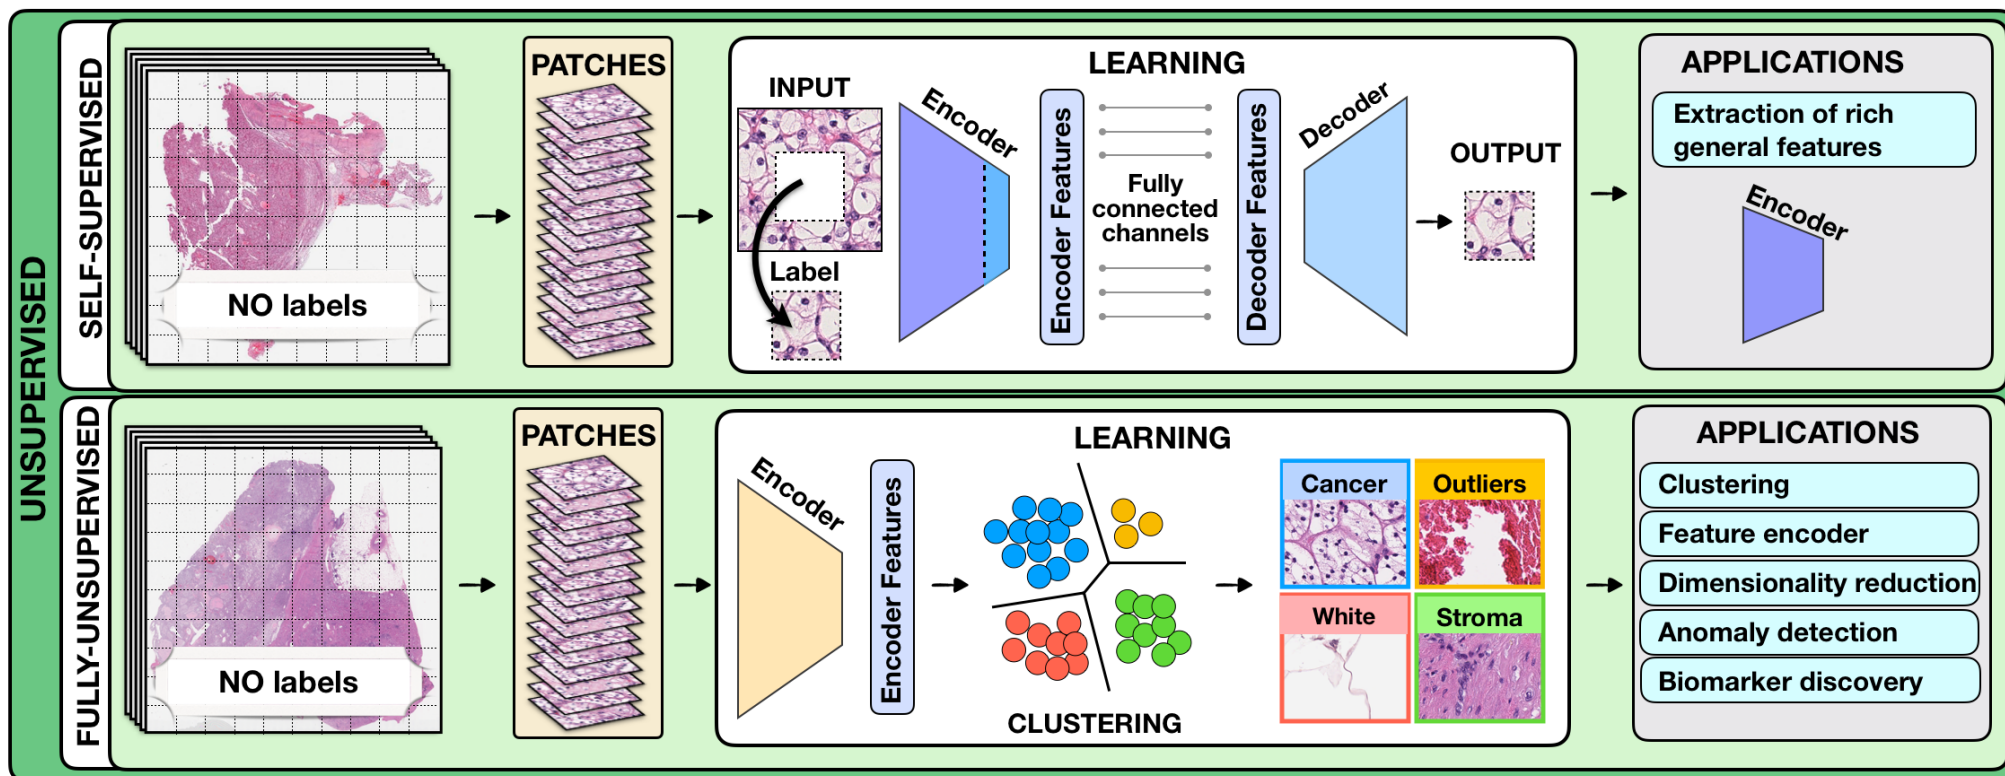 UNSUPERVISED
SELF-SUPERVISED
NO labels
PATCHES
LEARNING
INPUT
Label
Encoder
Encoder Features
Fully
connected
channels
Decoder Features
Decoder
OUTPUT
APPLICATIONS
Extraction of rich
general features
Encoder
FULLY-UNSUPERVISED
NO labels
PATCHES
LEARNING
Encoder
Encoder Features
CLUSTERING
Cancer
Outliers
White
Stroma
APPLICATIONS
Clustering
Feature encoder
Dimensionality reduction
Anomaly detection
Biomarker discovery